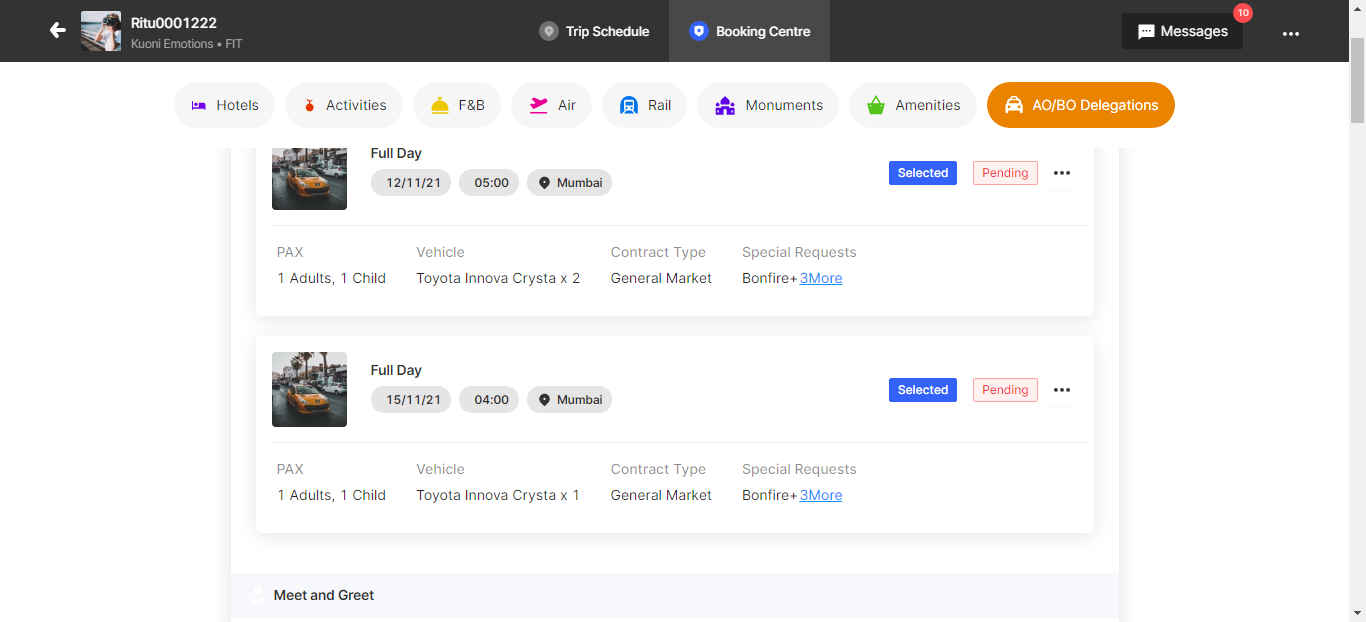 Ritu0001222
Kuoni Emotions • FIT
Trip Schedule
Booking Centre
Messages
10
Hotels
Activities
F&B
Air
Rail
Monuments
Amenities
AO/BO Delegations
Full Day
12/11/21 05:00 Mumbai
Selected
Pending
PAX Vehicle Contract Type Special Requests
1 Adults, 1 Child Toyota Innova Crysta x 2 General Market Bonfire+3More
Full Day
15/11/21 04:00 Mumbai
Selected
Pending
PAX Vehicle Contract Type Special Requests
1 Adults, 1 Child Toyota Innova Crysta x 1 General Market Bonfire+3More
Meet and Greet